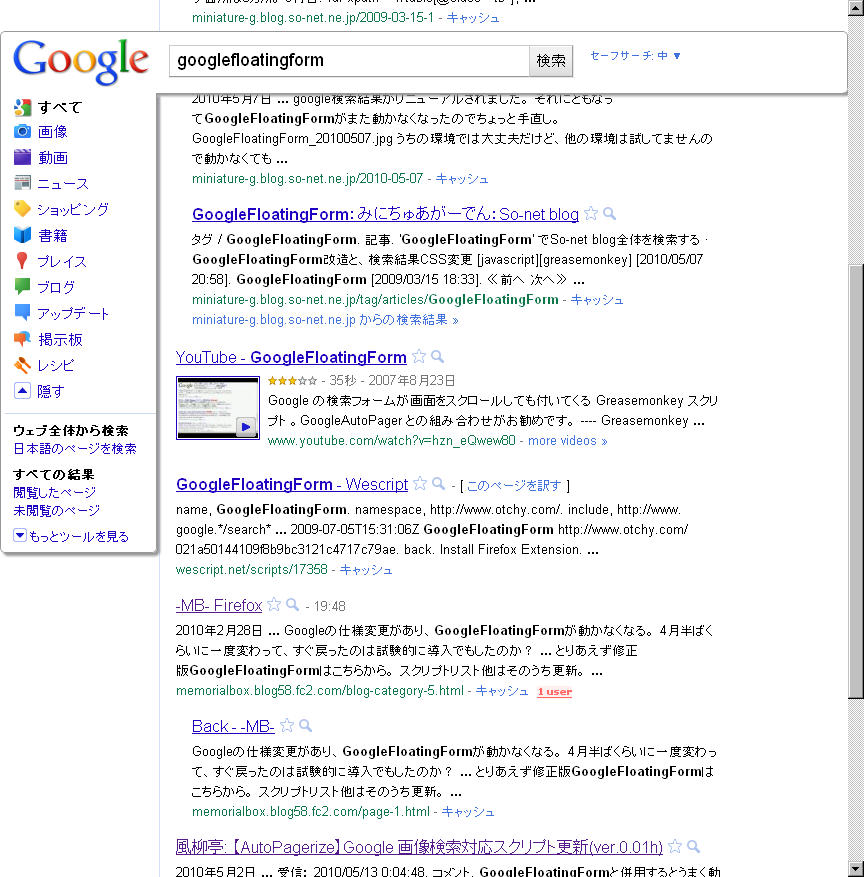 miniature-g.blog.so-net.ne.jp/2009-03-15-1 - キャッシュ
Google
googlefloatingform
検索
セーフサーチ: 中 ▼
すべて
画像
動画
ニュース
ショッピング
書籍
プレイス
ブログ
アップデート
掲示板
レシピ
隠す
ウェブ全体から検索
日本語のページを検索
すべての結果
閲覧したページ
未閲覧のページ
もっとツールを見る
2010年5月7日 ... google検索結果がリニューアルされました。それにともなっ
てGoogleFloatingFormがまた動かなくなったのでちょっと手直し。
GoogleFloatingForm_20100507.jpg うちの環境では大丈夫だけど、他の環境は試してませんの
で動かなくても ...
miniature-g.blog.so-net.ne.jp/2010-05-07 - キャッシュ
GoogleFloatingForm: みにちゅあがーでん: So-net blog
タグ / GoogleFloatingForm. 記事. 'GoogleFloatingForm' でSo-net blog全体を検索する ·
GoogleFloatingForm改造と、検索結果CSS変更 [javascript][greasemonkey] [2010/05/07
20:58]. GoogleFloatingForm [2009/03/15 18:33]. ≪前へ 次へ≫ ...
miniature-g.blog.so-net.ne.jp/tag/articles/GoogleFloatingForm - キャッシュ
miniature-g.blog.so-net.ne.jp からの検索結果 »
YouTube - GoogleFloatingForm
- 35秒 - 2007年8月23日
Google の検索フォームが画面をスクロールしても付いてくる Greasemonkey スクリ
プト 。GoogleAutoPager との組み合わせがお勧めです。 ---- Greasemonkey ...
www.youtube.com/watch?v=hzn_eQwew80 - more videos »
GoogleFloatingForm - Wescript - [ このページを訳す ]
name, GoogleFloatingForm. namespace, http://www.otchy.com/. include, http://www.
google.*/search* ... 2009-07-05T15:31:06Z GoogleFloatingForm http://www.otchy.com/
021a50144109f8b9bc3121c4717c79ae. back. Install Firefox Extension. ...
wescript.net/scripts/17358 - キャッシュ
-MB- Firefox - 19:48
2010年2月28日 ... Googleの仕様変更があり、GoogleFloatingFormが動かなくなる。 4月半ばく
らいに一度変わって、すぐ戻ったのは試験的に導入でもしたのか？ ... とりあえず修正
版GoogleFloatingFormはこちらから。 スクリプトリスト他はそのうち更新。 ...
memorialbox.blog58.fc2.com/blog-category-5.html - キャッシュ 1 user
Back - -MB-
Googleの仕様変更があり、GoogleFloatingFormが動かなくなる。 4月半ばくらいに一度変わっ
て、すぐ戻ったのは試験的に導入でもしたのか？ ... とりあえず修正版GoogleFloatingFormは
こちらから。 スクリプトリスト他はそのうち更新。 ...
memorialbox.blog58.fc2.com/page-1.html - キャッシュ
風柳亭: 【AutoPagerize】Google 画像検索対応スクリプト更新(ver.0.01h)
2010年5月2日 ... 受信: 2010/05/13 0:04:48. コメント. GoogleFloatingFormと併用するとうまく動